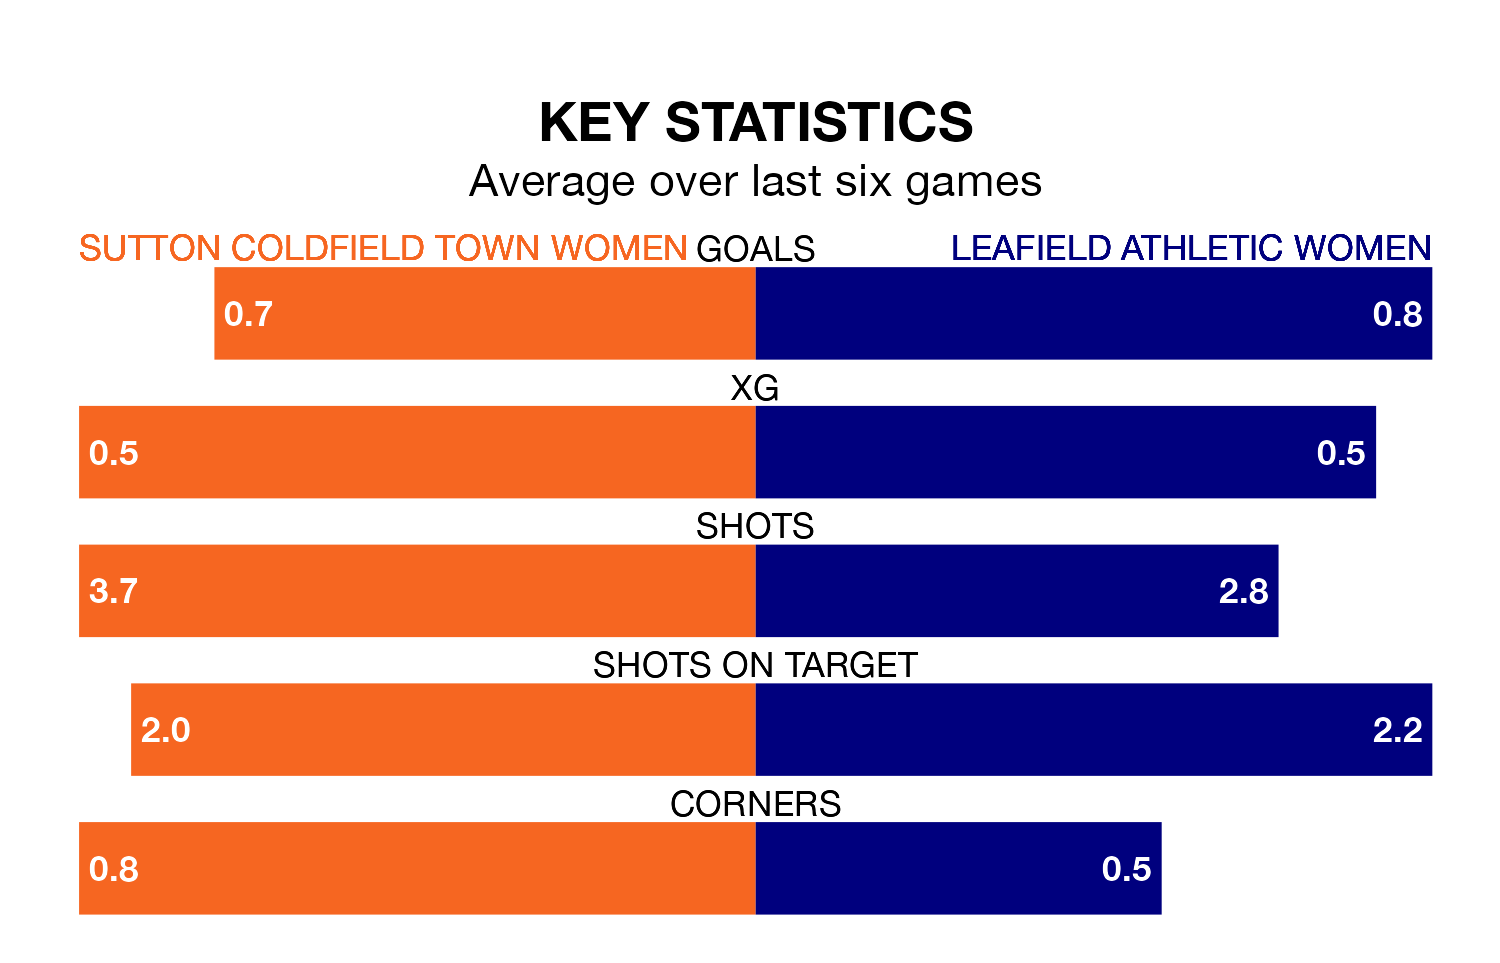 KEY STATISTICS
Average over last six games
SUTTON COLDFIELD TOWN WOMEN GOALS LEAFIELD ATHLETIC WOMEN
0.7 0.8
XG
0.5 0.5
SHOTS
3.7 2.8
SHOTS ON TARGET
2.0 2.2
CORNERS
0.8 0.5